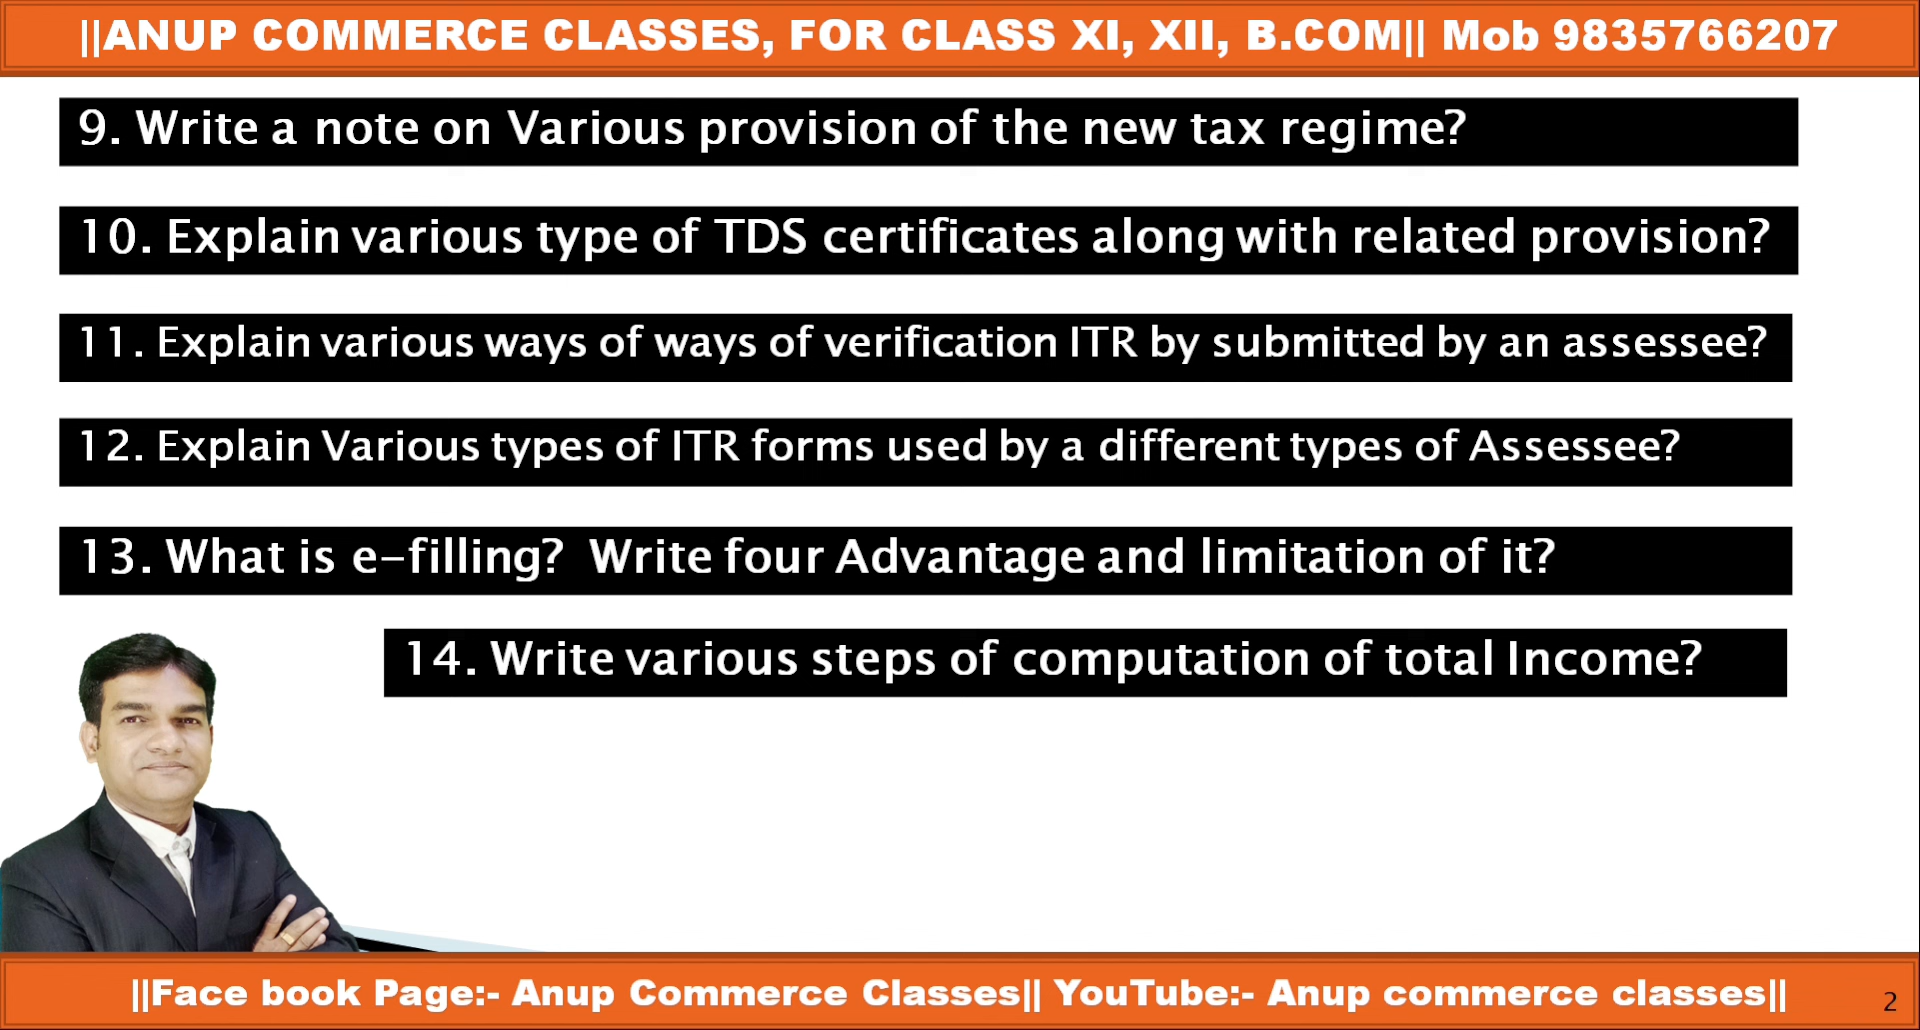 ||ANUP COMMERCE CLASSES, FOR CLASS XI, XII, B.COM|| Mob 9835766207
9. Write a note on Various provision of the new tax regime?
10. Explain various type of TDS certificates along with related provision?
11. Explain various ways of ways of verification ITR by submitted by an assessee?
12. Explain Various types of ITR forms used by a different types of Assessee?
13. What is e-filling? Write four Advantage and limitation of it?
14. Write various steps of computation of total Income?
||Face book Page:- Anup Commerce Classes|| YouTube:- Anup commerce classes||
2